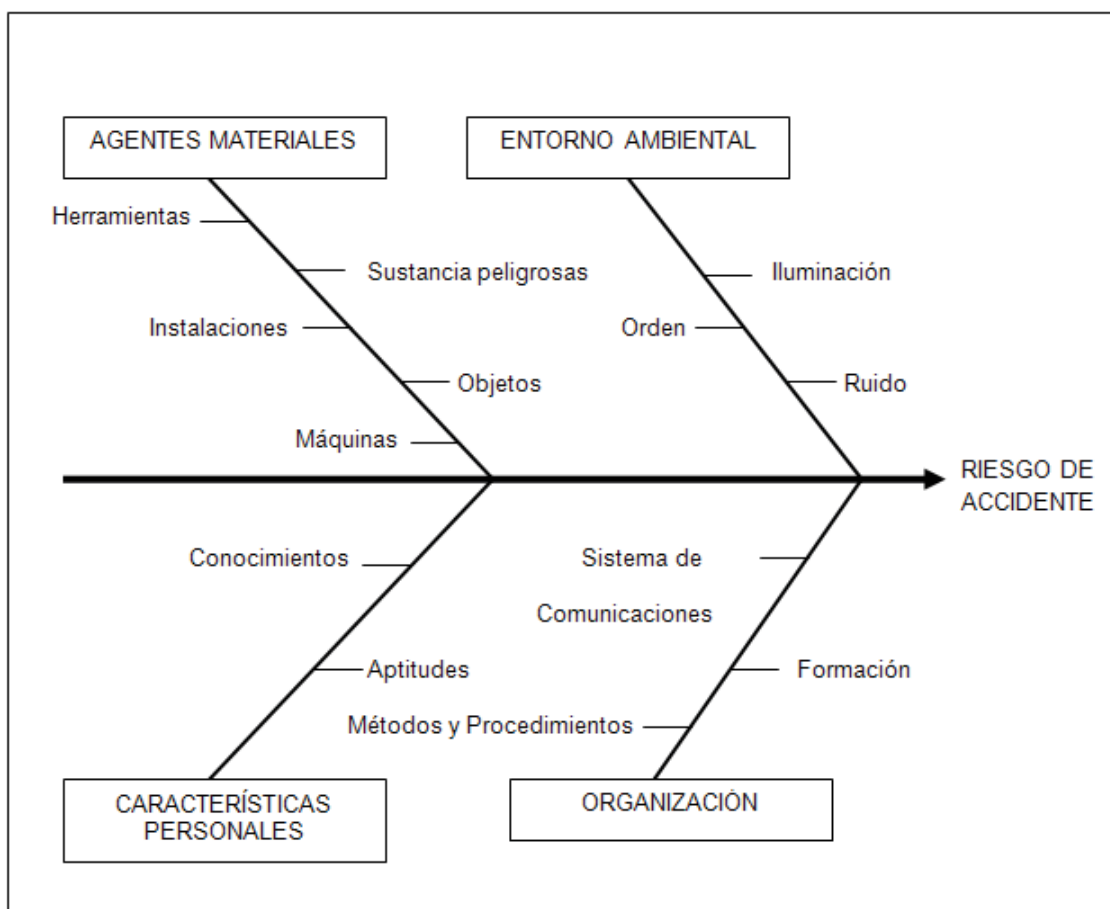 AGENTES MATERIALES
ENTORNO AMBIENTAL
Herramientas
Sustancia peligrosas
Iluminación
Instalaciones
Orden
Objetos
Ruido
Máquinas
RIESGO DE
ACCIDENTE
Conocimientos
Sistema de
Comunicaciones
Aptitudes
Formación
Métodos y Procedimientos
CARACTERÍSTICAS
PERSONALES
ORGANIZACIÓN